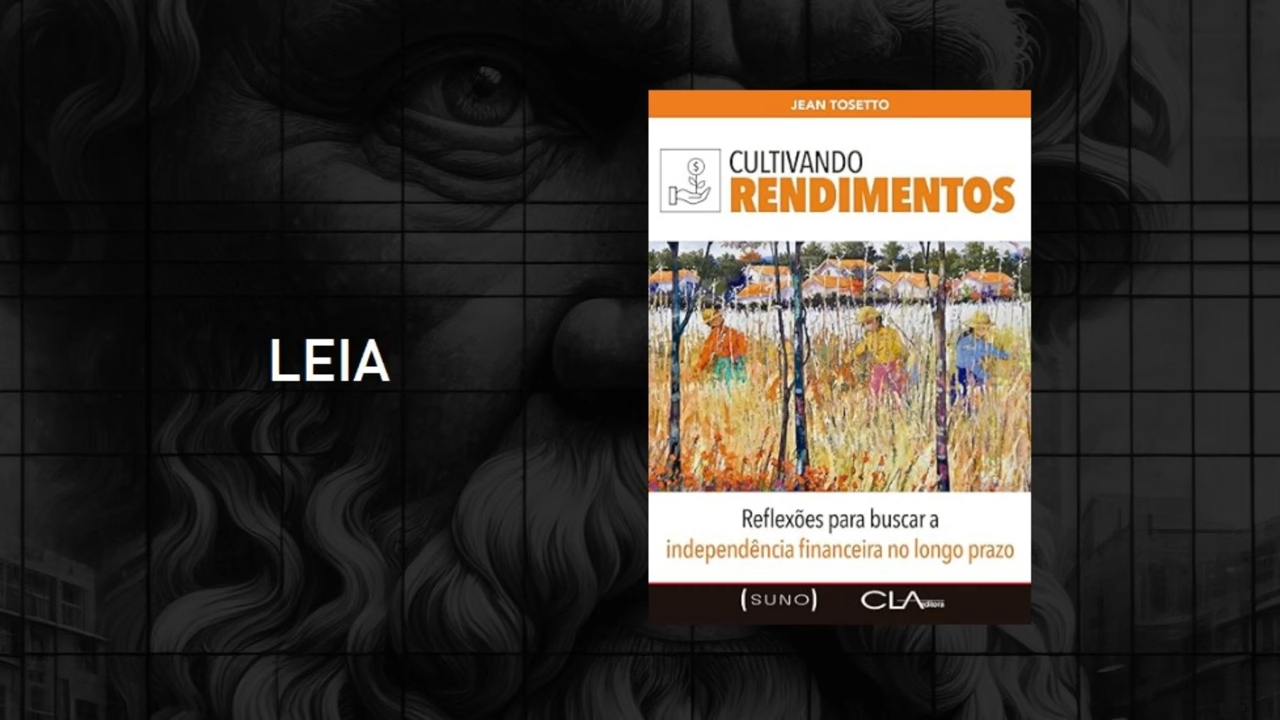 LEIA
JEAN TOSETTO
CULTIVANDO
RENDIMENTOS
Reflexões para buscar a
independência financeira no longo prazo
(SUNO)
CLA editora